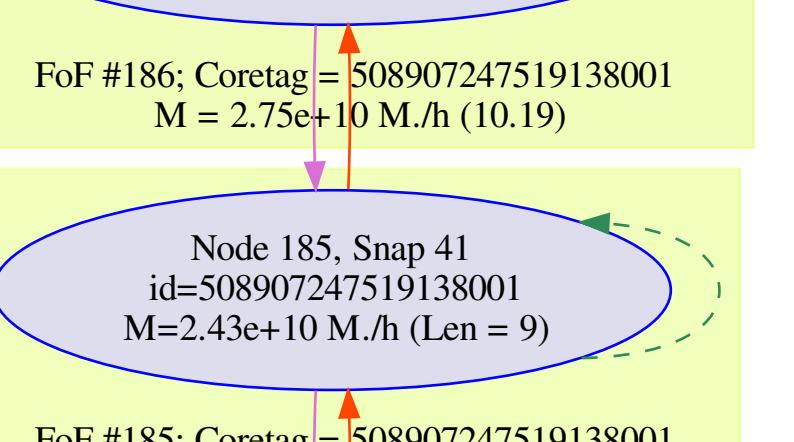 FoF #186; Coretag = 508907247519138001
M = 2.75e+10 M./h (10.19)
Node 185, Snap 41
id=508907247519138001
M=2.43e+10 M./h (Len = 9)
FoF #185; Coretag = 508907247519138001